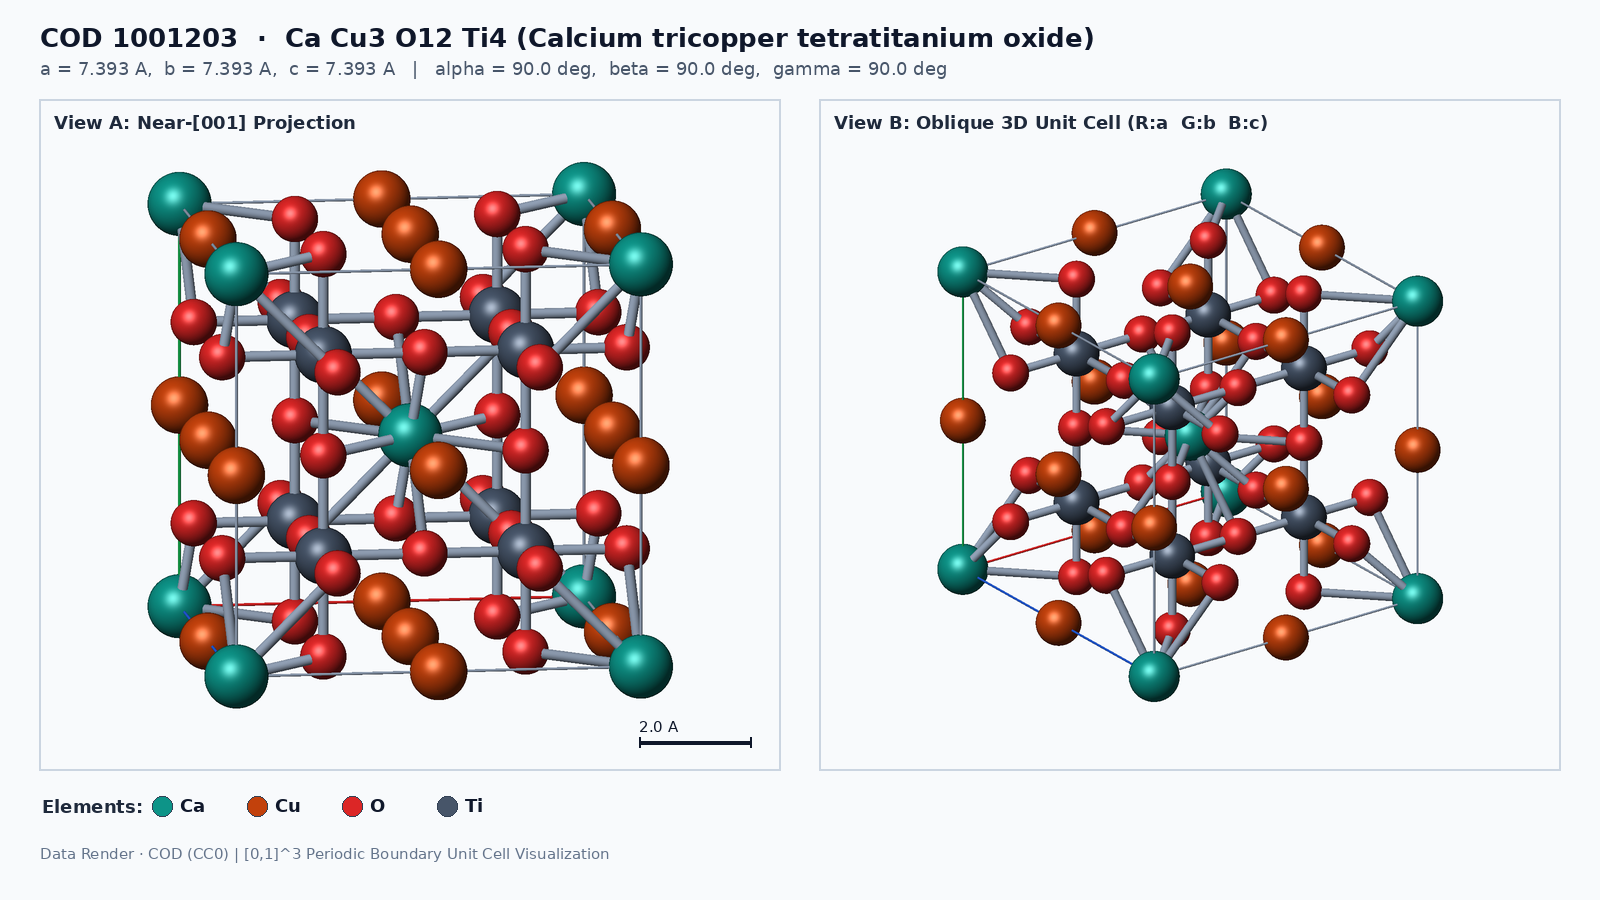 COD 1001203 · Ca Cu3 O12 Ti4 (Calcium tricopper tetratitanium oxide)
a = 7.393 A, b = 7.393 A, c = 7.393 A | alpha = 90.0 deg, beta = 90.0 deg, gamma = 90.0 deg
View A: Near-[001] Projection
View B: Oblique 3D Unit Cell (R:a G:b B:c)
2.0 A
Elements: Ca Cu O Ti
Data Render · COD (CC0) | [0,1]^3 Periodic Boundary Unit Cell Visualization